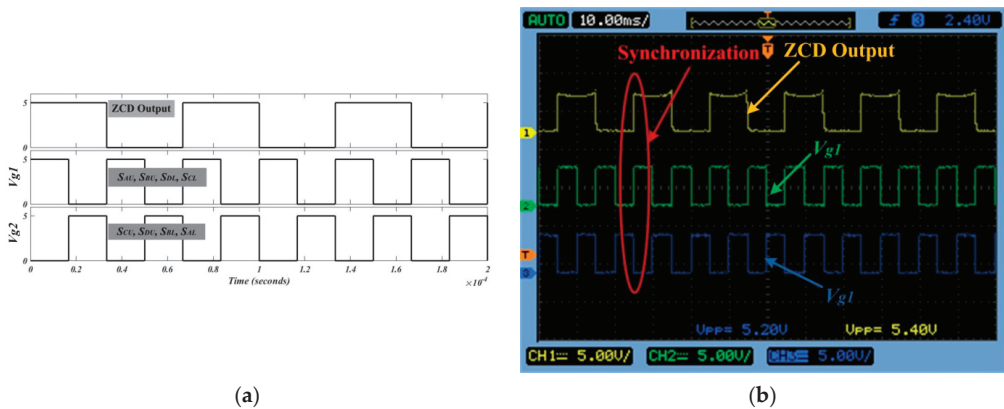 ZCD Output
5
0
Vg1
5
0
SAU, SBU, SDL, SCL
Vg2
5
0
SCU, SDU, SBL, SAL
0 0.2 0.4 0.6 0.8 1 1.2 1.4 1.6 1.8 2
Time (seconds)
×10⁻⁴
(a)
AUTO 10.00ms/ T 3 2.40V
Synchronization T ZCD Output
1
Vg1
2
T
3
Vg1
VPP= 5.20V VPP= 5.40V
CH1 5.00V/ CH2 5.00V/ CH3 5.00V/
(b)